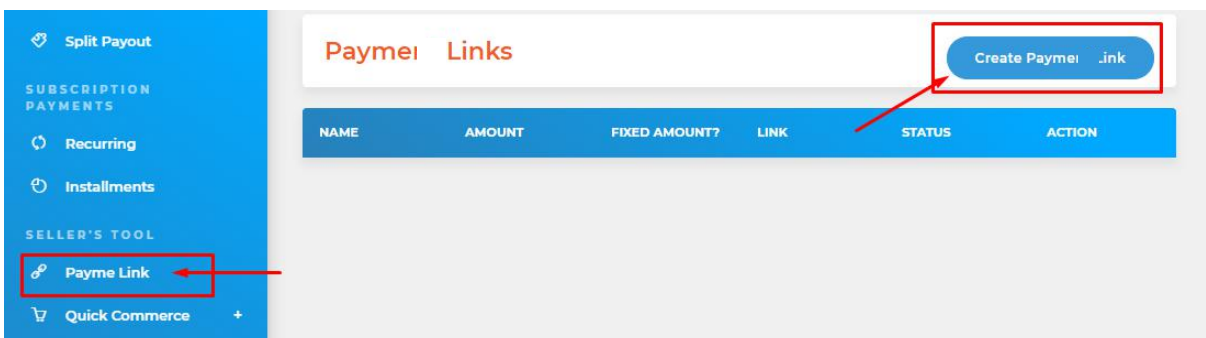 Split Payout
SUBSCRIPTION
PAYMENTS
Recurring
Installments
SELLER'S TOOL
Payme Link
Quick Commerce +
Links
Create
NAME AMOUNT FIXED AMOUNT? LINK STATUS ACTION